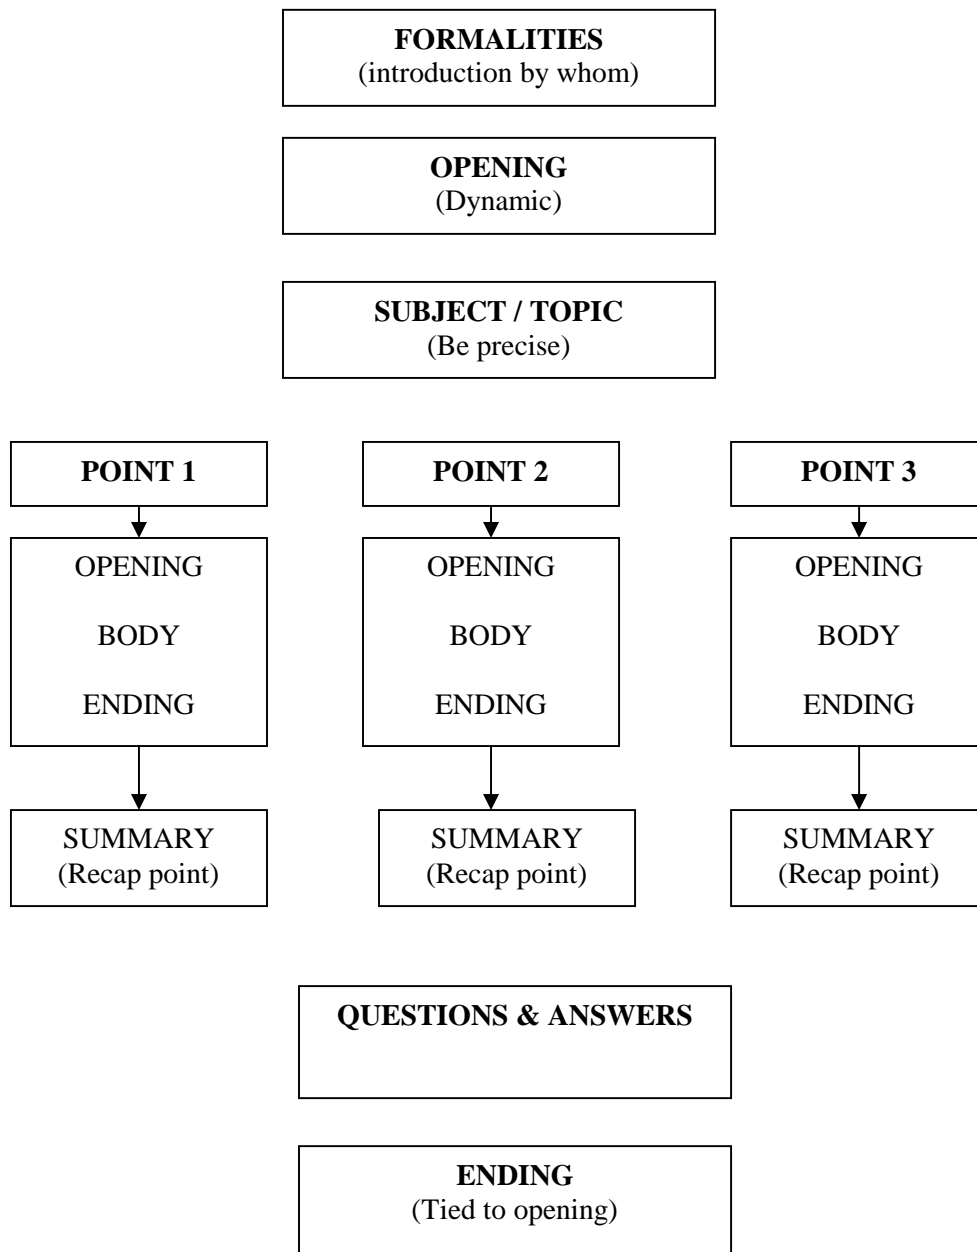 FORMALITIES
(introduction by whom)
OPENING
(Dynamic)
SUBJECT / TOPIC
(Be precise)
POINT 1
POINT 2
POINT 3
OPENING
BODY
ENDING
OPENING
BODY
ENDING
OPENING
BODY
ENDING
SUMMARY
(Recap point)
SUMMARY
(Recap point)
SUMMARY
(Recap point)
QUESTIONS & ANSWERS
ENDING
(Tied to opening)